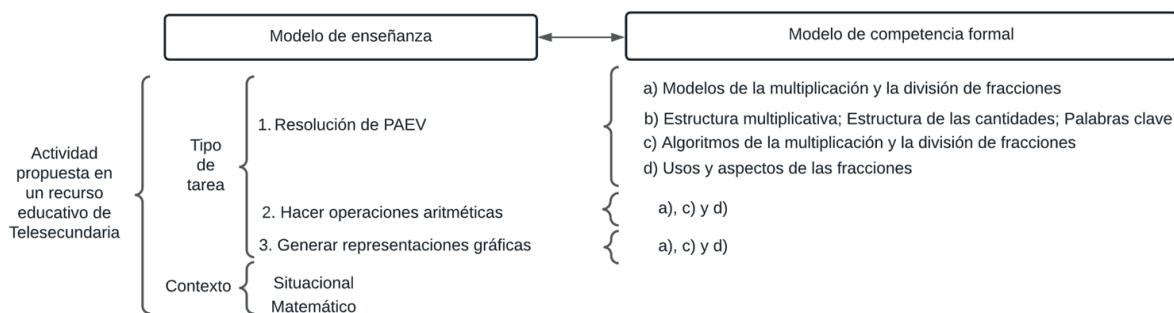 Modelo de enseñanza
Modelo de competencia formal
Actividad
propuesta en
un recurso
educativo de
Telesecundaria
Tipo
de
tarea
1. Resolución de PAEV
a) Modelos de la multiplicación y la división de fracciones
b) Estructura multiplicativa; Estructura de las cantidades; Palabras clave
c) Algoritmos de la multiplicación y la división de fracciones
d) Usos y aspectos de las fracciones
2. Hacer operaciones aritméticas
a), c) y d)
3. Generar representaciones gráficas
a), c) y d)
Contexto
Situacional
Matemático